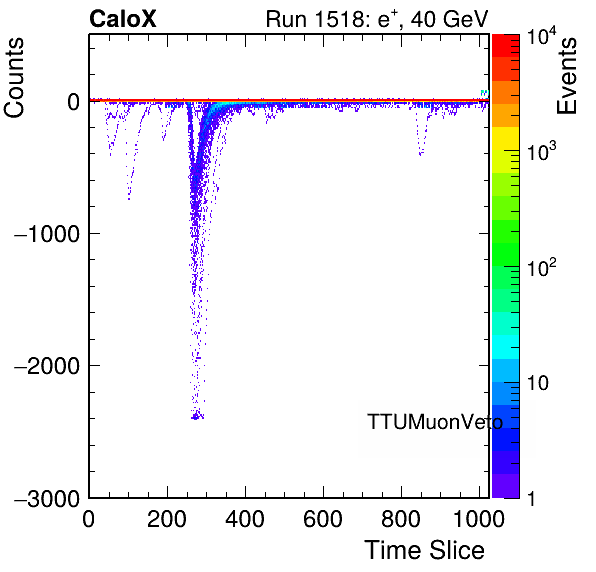 CaloX Run 1518: e⁺, 40 GeV
Counts
Events
0
−1000
−2000
−3000
0 200 400 600 800 1000
Time Slice
10⁴
10³
10²
10
1
TTUMuonVeto